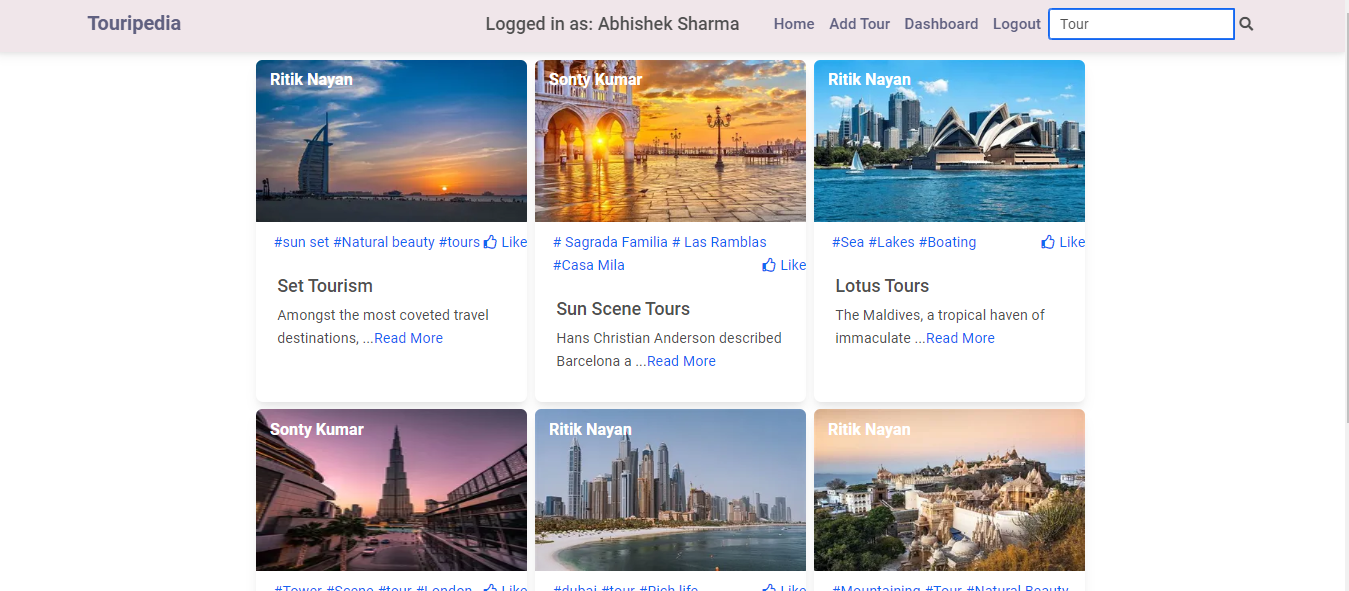 Touripedia
Logged in as: Abhishek Sharma
Home Add Tour Dashboard Logout
Tour
Ritik Nayan
#sun set #Natural beauty #tours Like
Set Tourism
Amongst the most coveted travel
destinations, ...Read More
Sonty Kumar
# Sagrada Familia # Las Ramblas
#Casa Mila Like
Sun Scene Tours
Hans Christian Anderson described
Barcelona a ...Read More
Ritik Nayan
#Sea #Lakes #Boating Like
Lotus Tours
The Maldives, a tropical haven of
immaculate ...Read More
Sonty Kumar
#Tower #Scene #tour #London Like
Ritik Nayan
#dubai #tour #Rich life Like
Ritik Nayan
#Mountaining #Tour #Natural Beauty